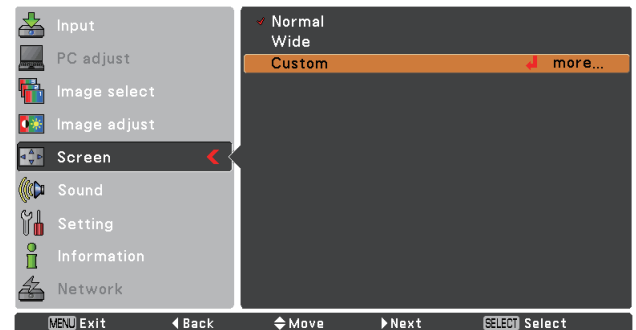 Input
PC adjust
Image select
Image adjust
Screen
Sound
Setting
Information
Network
Normal
Wide
Custom more...
MENU Exit Back Move Next SELECT Select